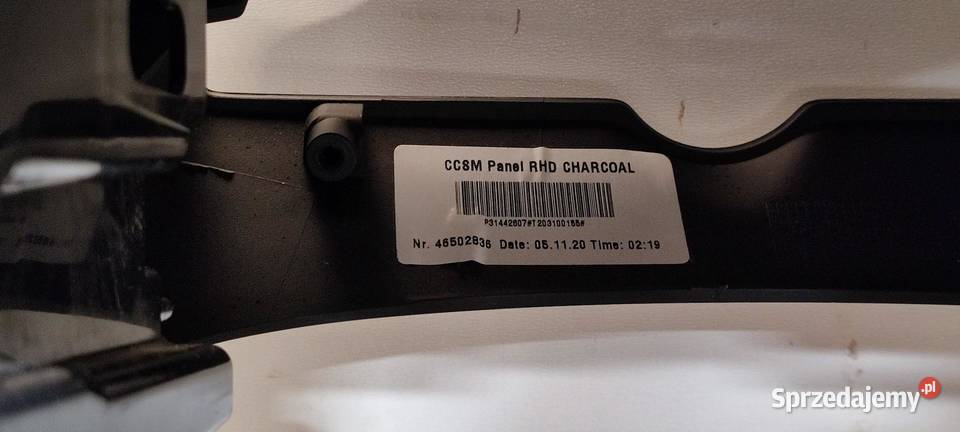 CCSM Panel RHD CHARCOAL
P31442607#T203100155#
Nr. 46502836 Date: 05.11.20 Time: 02:19
Sprzedajemy.pl